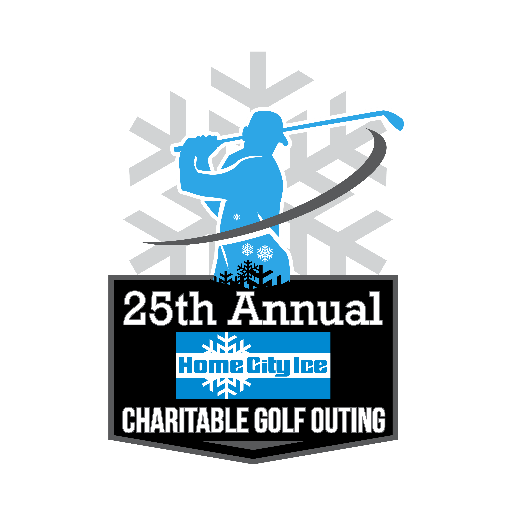 25th Annual
Home City Ice
CHARITABLE GOLF OUTING